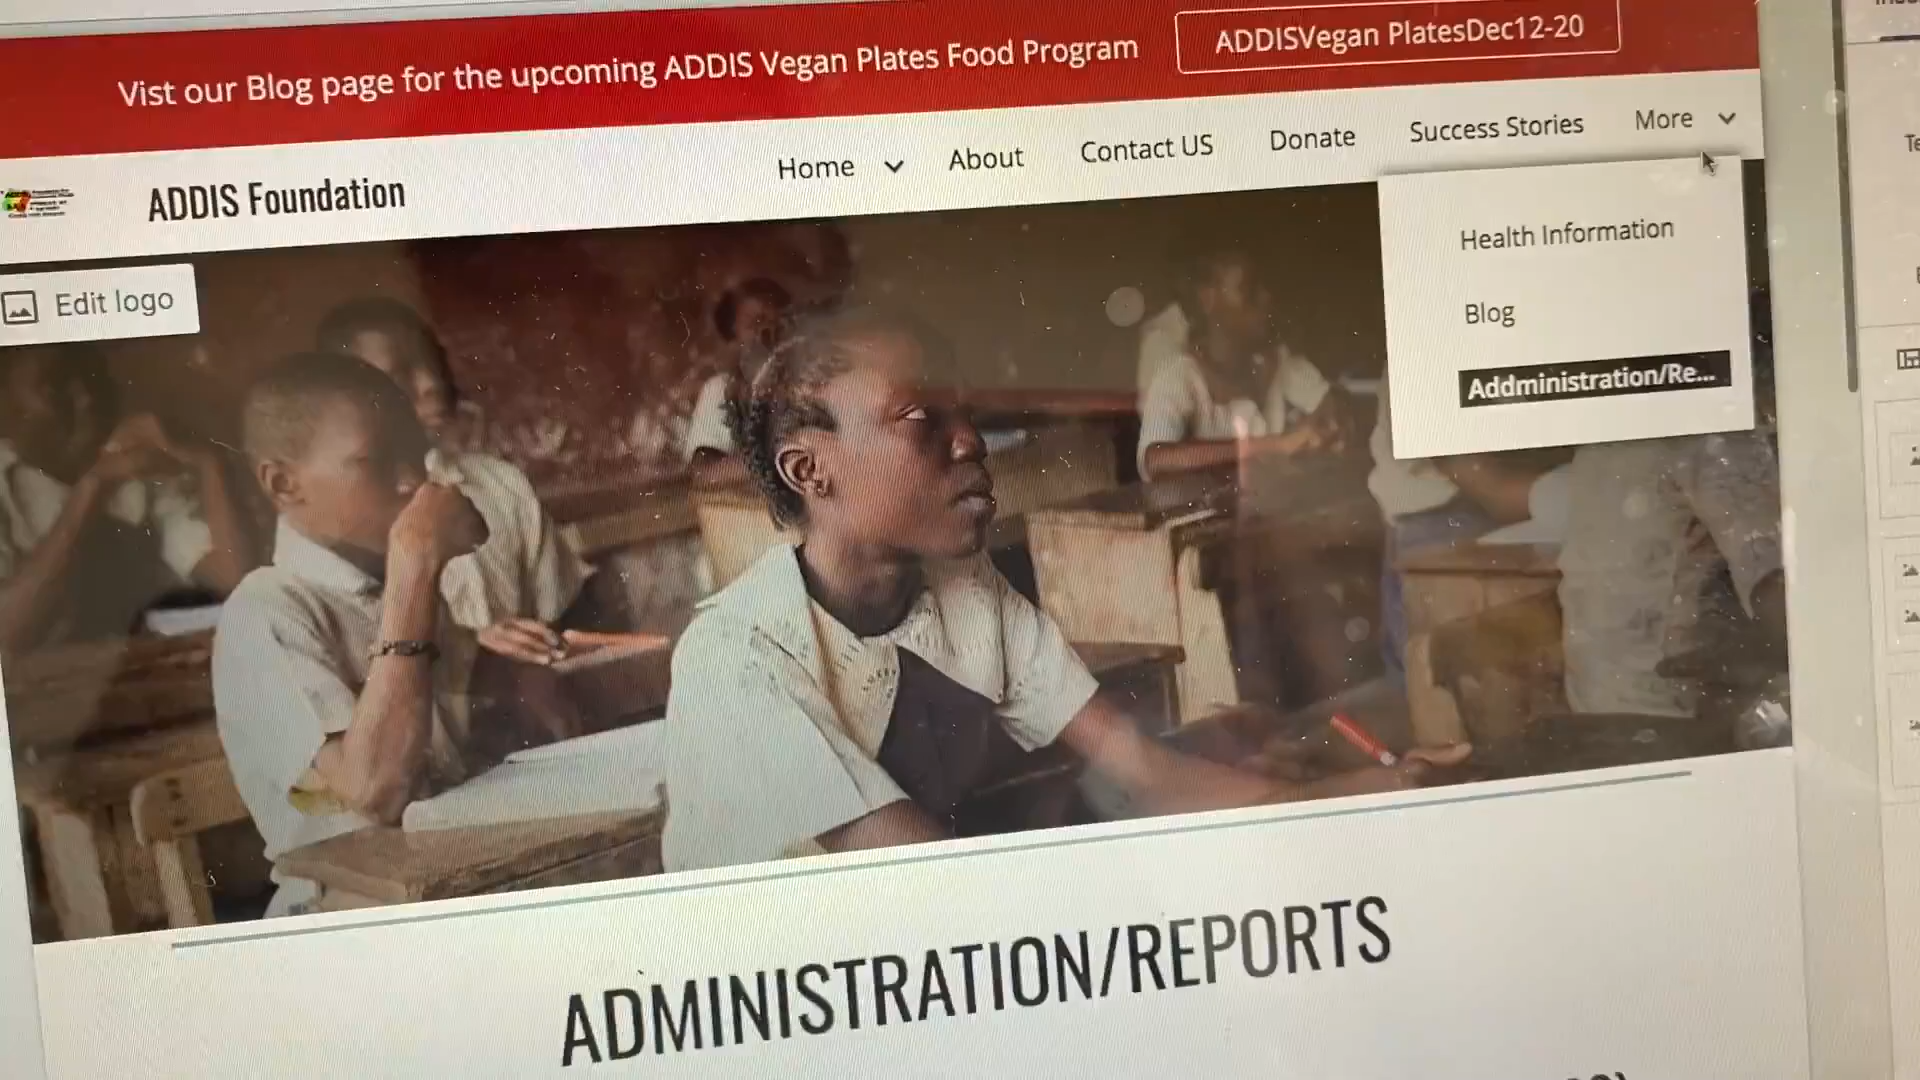 Vist our Blog page for the upcoming ADDIS Vegan Plates Food Program
ADDISVegan PlatesDec12-20
ADDIS Foundation
Home
About
Contact US
Donate
Success Stories
More
Health Information
Blog
Addministration/Re...
Edit logo
ADMINISTRATION/REPORTS